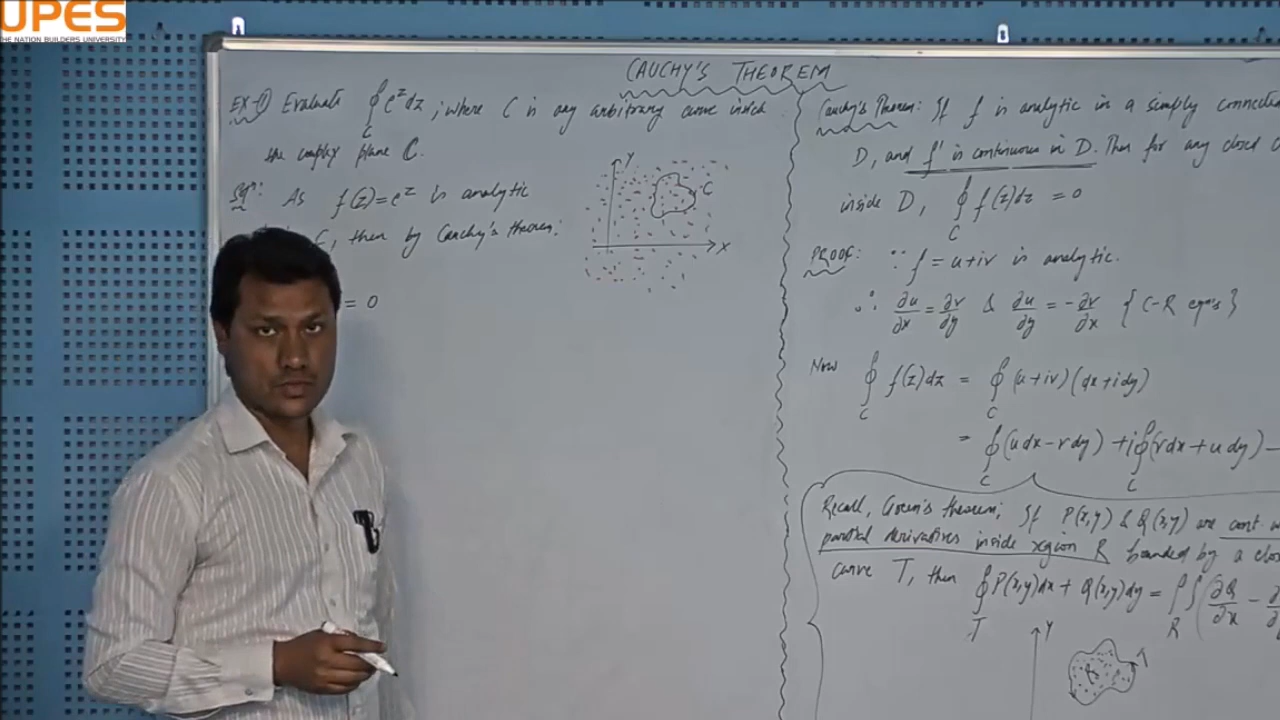 UPES
THE NATION BUILDERS UNIVERSITY
CAUCHY'S THEOREM
EX-① Evaluate ∮_C e^z dz, where C is any arbitrary curve inside
the complex plane ℂ.
Solⁿ: As f(z)=e^z is analytic
C, then by Cauchy's theorem:
= 0
Y
C
X
Cauchy's Theorem: If f is analytic in a simply
D, and f' is continuous in D. Then for any closed
inside D, ∮_C f(z)dz = 0
PROOF: ∵ f = u+iv is analytic.
∴ ∂u/∂x = ∂v/∂y & ∂u/∂y = -∂v/∂x {C-R eqⁿs}
Now ∮_C f(z)dz = ∮_C (u+iv)(dx+idy)
= ∮_C (udx-vdy) + i∮_C (vdx+udy) -
Recall, Green's theorem; If P(x,y) & Q(x,y) are cont.
partial derivatives inside region R bounded by a
curve T, then ∮_T P(x,y)dx + Q(x,y)dy = ∫∫_R (∂Q/∂x -
Y
R
T